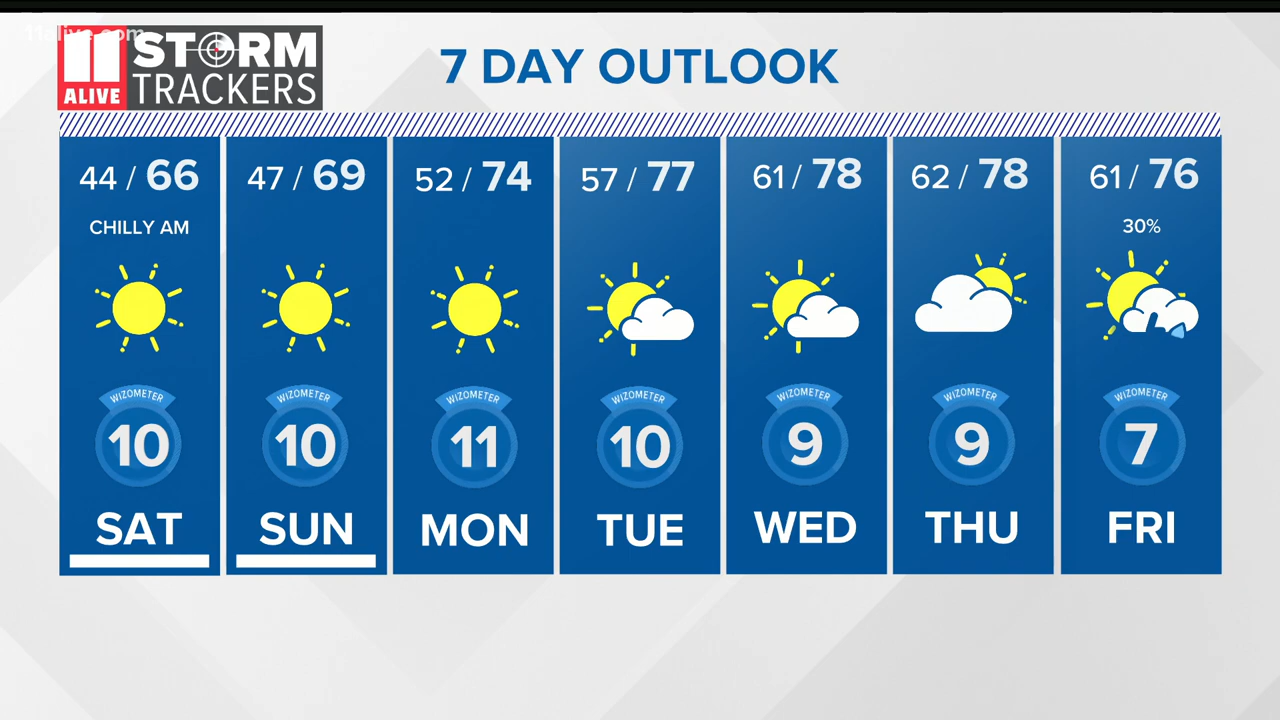 11alive.com
11 ALIVE STORM TRACKERS
7 DAY OUTLOOK
44 / 66
CHILLY AM
WIZOMETER
10
SAT
47 / 69
WIZOMETER
10
SUN
52 / 74
WIZOMETER
11
MON
57 / 77
WIZOMETER
10
TUE
61 / 78
WIZOMETER
9
WED
62 / 78
WIZOMETER
9
THU
61 / 76
30%
WIZOMETER
7
FRI